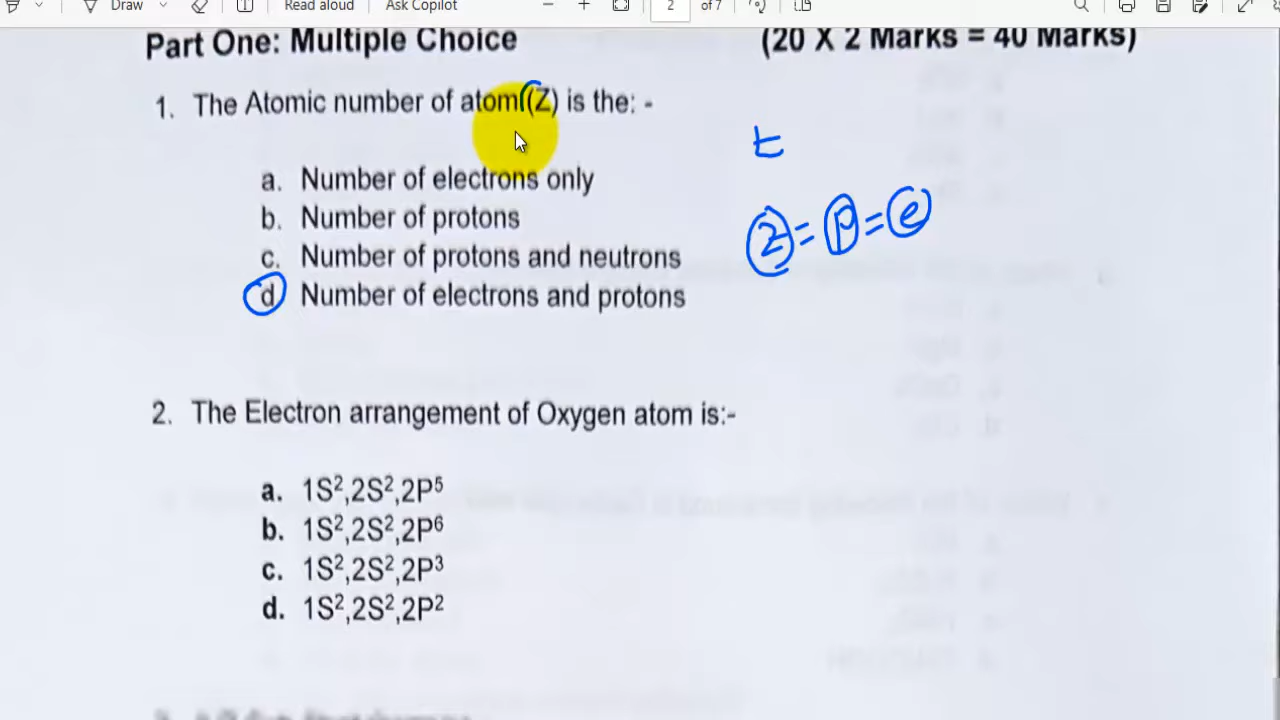 Draw
Read aloud
Ask Copilot
2 of 7
Part One: Multiple Choice (20 X 2 Marks = 40 Marks)
1. The Atomic number of atom (Z) is the: -
a. Number of electrons only
b. Number of protons
c. Number of protons and neutrons
d. Number of electrons and protons
Z = P = e
2. The Electron arrangement of Oxygen atom is:-
a. 1S²,2S²,2P⁵
b. 1S²,2S²,2P⁶
c. 1S²,2S²,2P³
d. 1S²,2S²,2P²